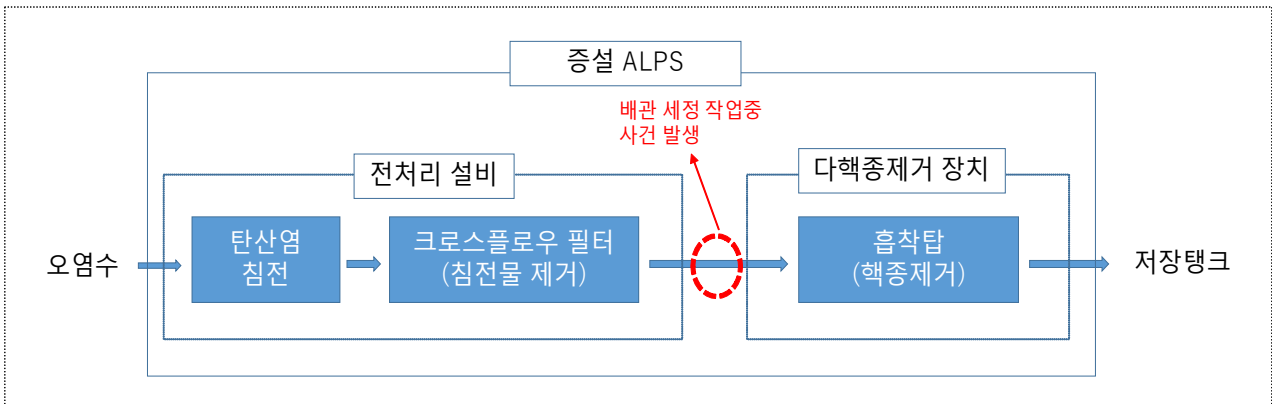 증설 ALPS
배관 세정 작업중
사건 발생
전처리 설비
다핵종제거 장치
오염수
탄산염
침전
크로스플로우 필터
(침전물 제거)
흡착탑
(핵종제거)
저장탱크